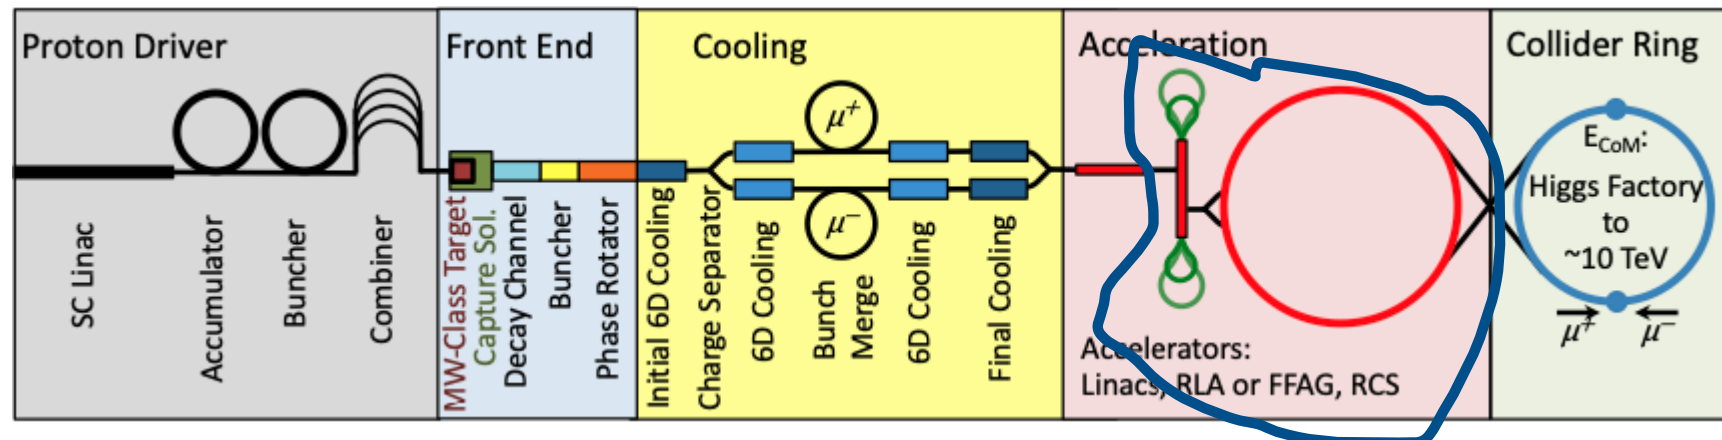 Proton Driver
SC Linac
Accumulator
Buncher
Combiner
Front End
MW-Class Target
Capture Sol.
Decay Channel
Buncher
Phase Rotator
Cooling
Initial 6D Cooling
Charge Separator
6D Cooling
μ+
μ−
Bunch
Merge
6D Cooling
Final Cooling
Acceleration
Accelerators:
Linacs, RLA or FFAG, RCS
Collider Ring
ECoM:
Higgs Factory
to
~10 TeV
μ+ μ−